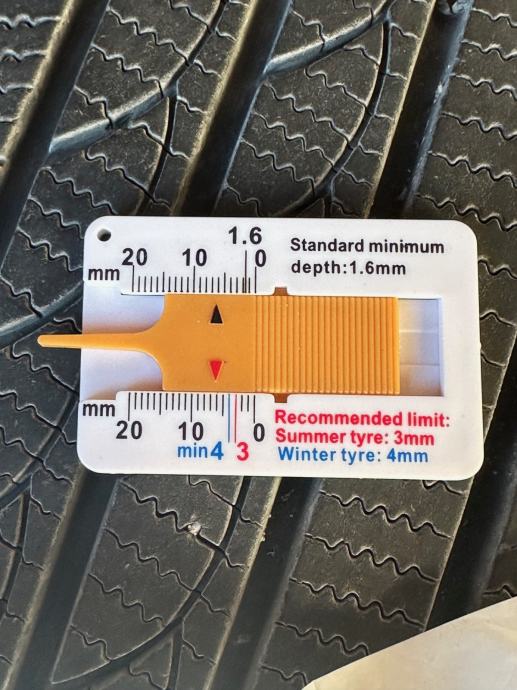 1.6
20 10 0
mm
Standard minimum
depth:1.6mm
mm
20 10 0
min4 3
Recommended limit:
Summer tyre: 3mm
Winter tyre: 4mm